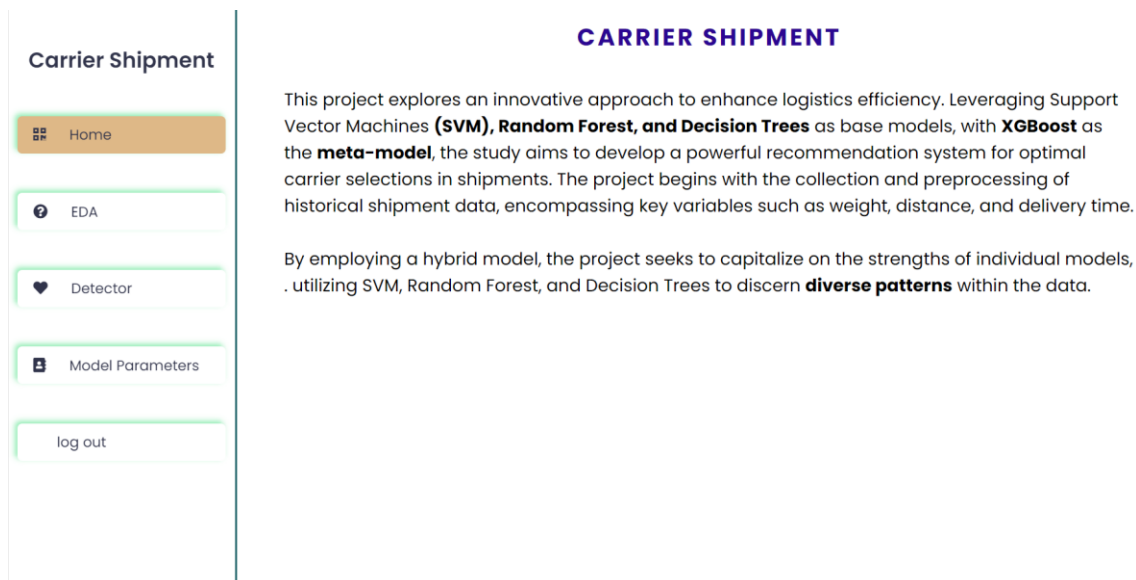 Carrier Shipment
Home
EDA
Detector
Model Parameters
log out
CARRIER SHIPMENT
This project explores an innovative approach to enhance logistics efficiency. Leveraging Support
Vector Machines (SVM), Random Forest, and Decision Trees as base models, with XGBoost as
the meta-model, the study aims to develop a powerful recommendation system for optimal
carrier selections in shipments. The project begins with the collection and preprocessing of
historical shipment data, encompassing key variables such as weight, distance, and delivery time.
By employing a hybrid model, the project seeks to capitalize on the strengths of individual models,
. utilizing SVM, Random Forest, and Decision Trees to discern diverse patterns within the data.